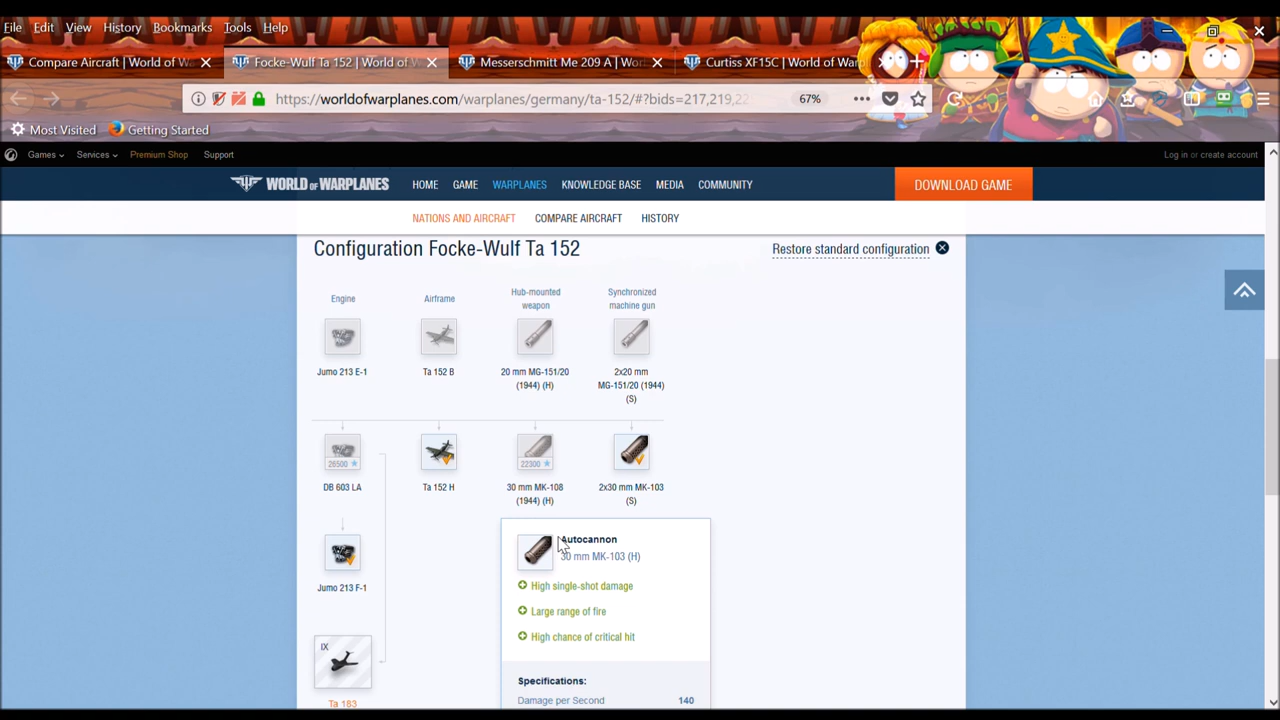 File Edit View History Bookmarks Tools Help
Compare Aircraft | World of W
Focke-Wulf Ta 152 | World of W
Messerschmitt Me 209 A | Wor
Curtiss XF15C | World of Warp
https://worldofwarplanes.com/warplanes/germany/ta-152/#?bids=217,219,22
67%
Most Visited Getting Started
Games Services Premium Shop Support
Log in or create account
WORLD OF WARPLANES
HOME GAME WARPLANES KNOWLEDGE BASE MEDIA COMMUNITY
DOWNLOAD GAME
NATIONS AND AIRCRAFT COMPARE AIRCRAFT HISTORY
Configuration Focke-Wulf Ta 152
Restore standard configuration
Engine
Airframe
Hub-mounted
weapon
Synchronized
machine gun
Jumo 213 E-1
Ta 152 B
20 mm MG-151/20
(1944) (H)
2x20 mm
MG-151/20 (1944)
(S)
26500
22300
DB 603 LA
Ta 152 H
30 mm MK-108
(1944) (H)
2x30 mm MK-103
(S)
Autocannon
30 mm MK-103 (H)
High single-shot damage
Large range of fire
High chance of critical hit
Specifications:
Damage per Second 140
Jumo 213 F-1
IX
Ta 183